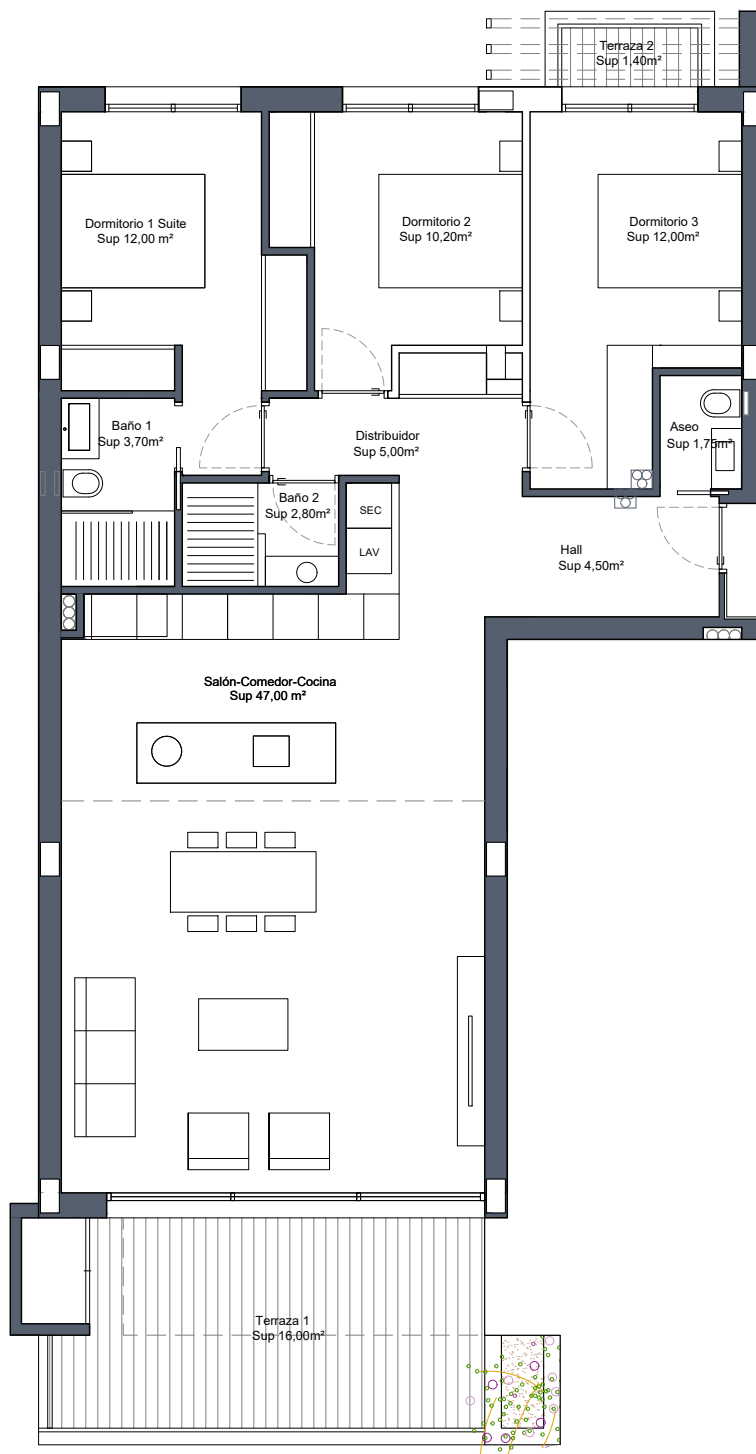 Terraza 2
Sup 1,40m²
Dormitorio 1 Suite
Sup 12,00 m²
Dormitorio 2
Sup 10,20m²
Dormitorio 3
Sup 12,00m²
Baño 1
Sup 3,70m²
Distribuidor
Sup 5,00m²
Aseo
Sup 1,75m²
Baño 2
Sup 2,80m²
SEC
LAV
Hall
Sup 4,50m²
Salón-Comedor-Cocina
Sup 47,00 m²
Terraza 1
Sup 16,00m²